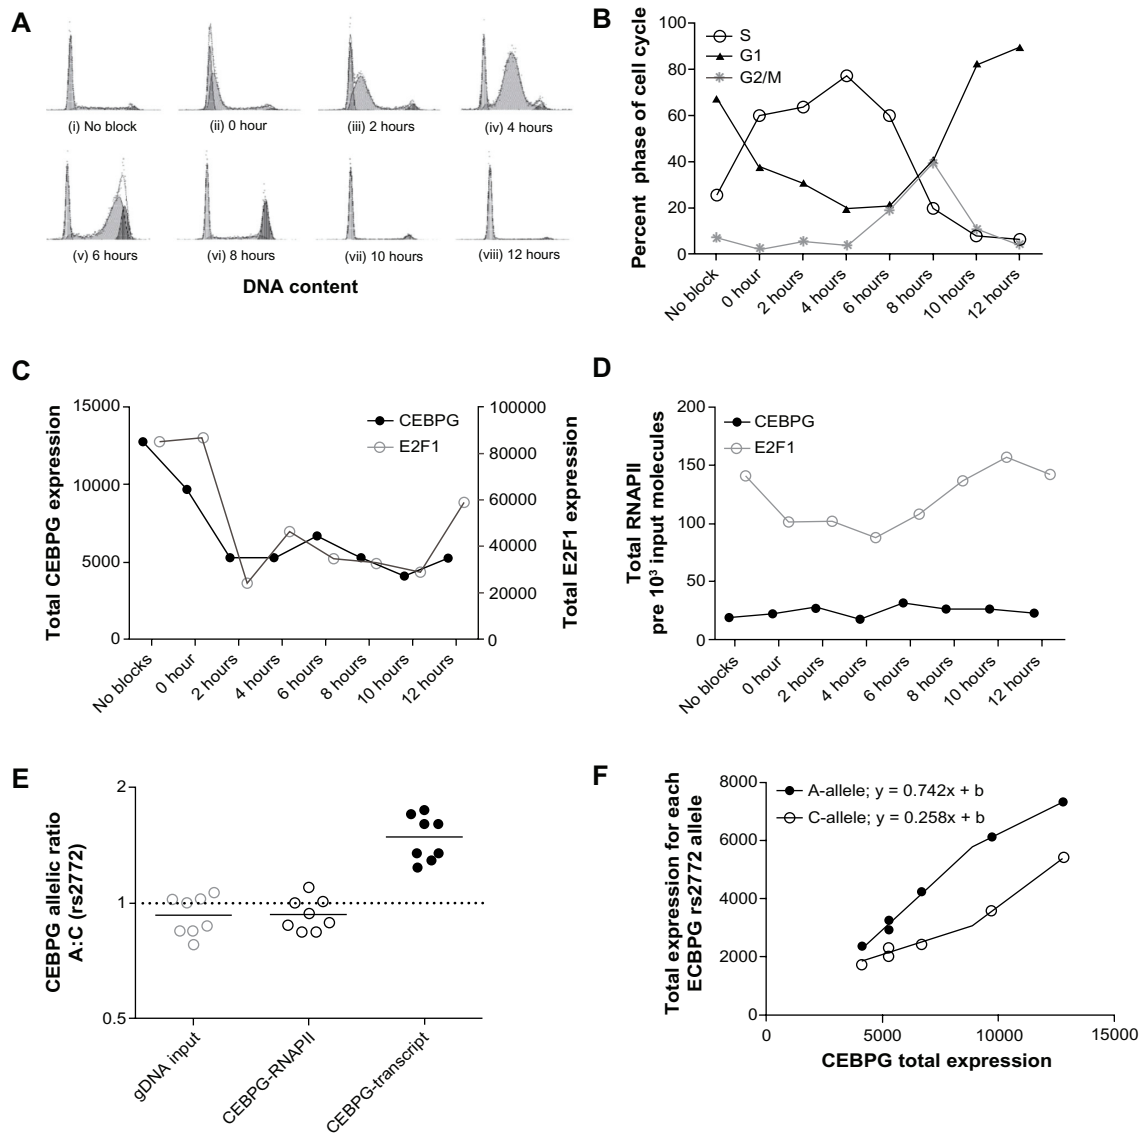 A
(i) No block
(ii) 0 hour
(iii) 2 hours
(iv) 4 hours
(v) 6 hours
(vi) 8 hours
(vii) 10 hours
(viii) 12 hours
DNA content
B
Percent phase of cell cycle
100
80
60
40
20
0
S
G1
G2/M
No block
0 hour
2 hours
4 hours
6 hours
8 hours
10 hours
12 hours
C
Total CEBPG expression
15000
10000
5000
0
CEBPG
E2F1
100000
80000
60000
40000
20000
0
Total E2F1 expression
No blocks
0 hour
2 hours
4 hours
6 hours
8 hours
10 hours
12 hours
D
Total RNAPII
pre 10³ input molecules
200
150
100
50
0
CEBPG
E2F1
No blocks
0 hour
2 hours
4 hours
6 hours
8 hours
10 hours
12 hours
E
CEBPG allelic ratio
A:C (rs2772)
2
1
0.5
gDNA input
CEBPG-RNAPII
CEBPG-transcript
F
Total expression for each
ECBPG rs2772 allele
8000
6000
4000
2000
0
A-allele; y = 0.742x + b
C-allele; y = 0.258x + b
0
5000
10000
15000
CEBPG total expression